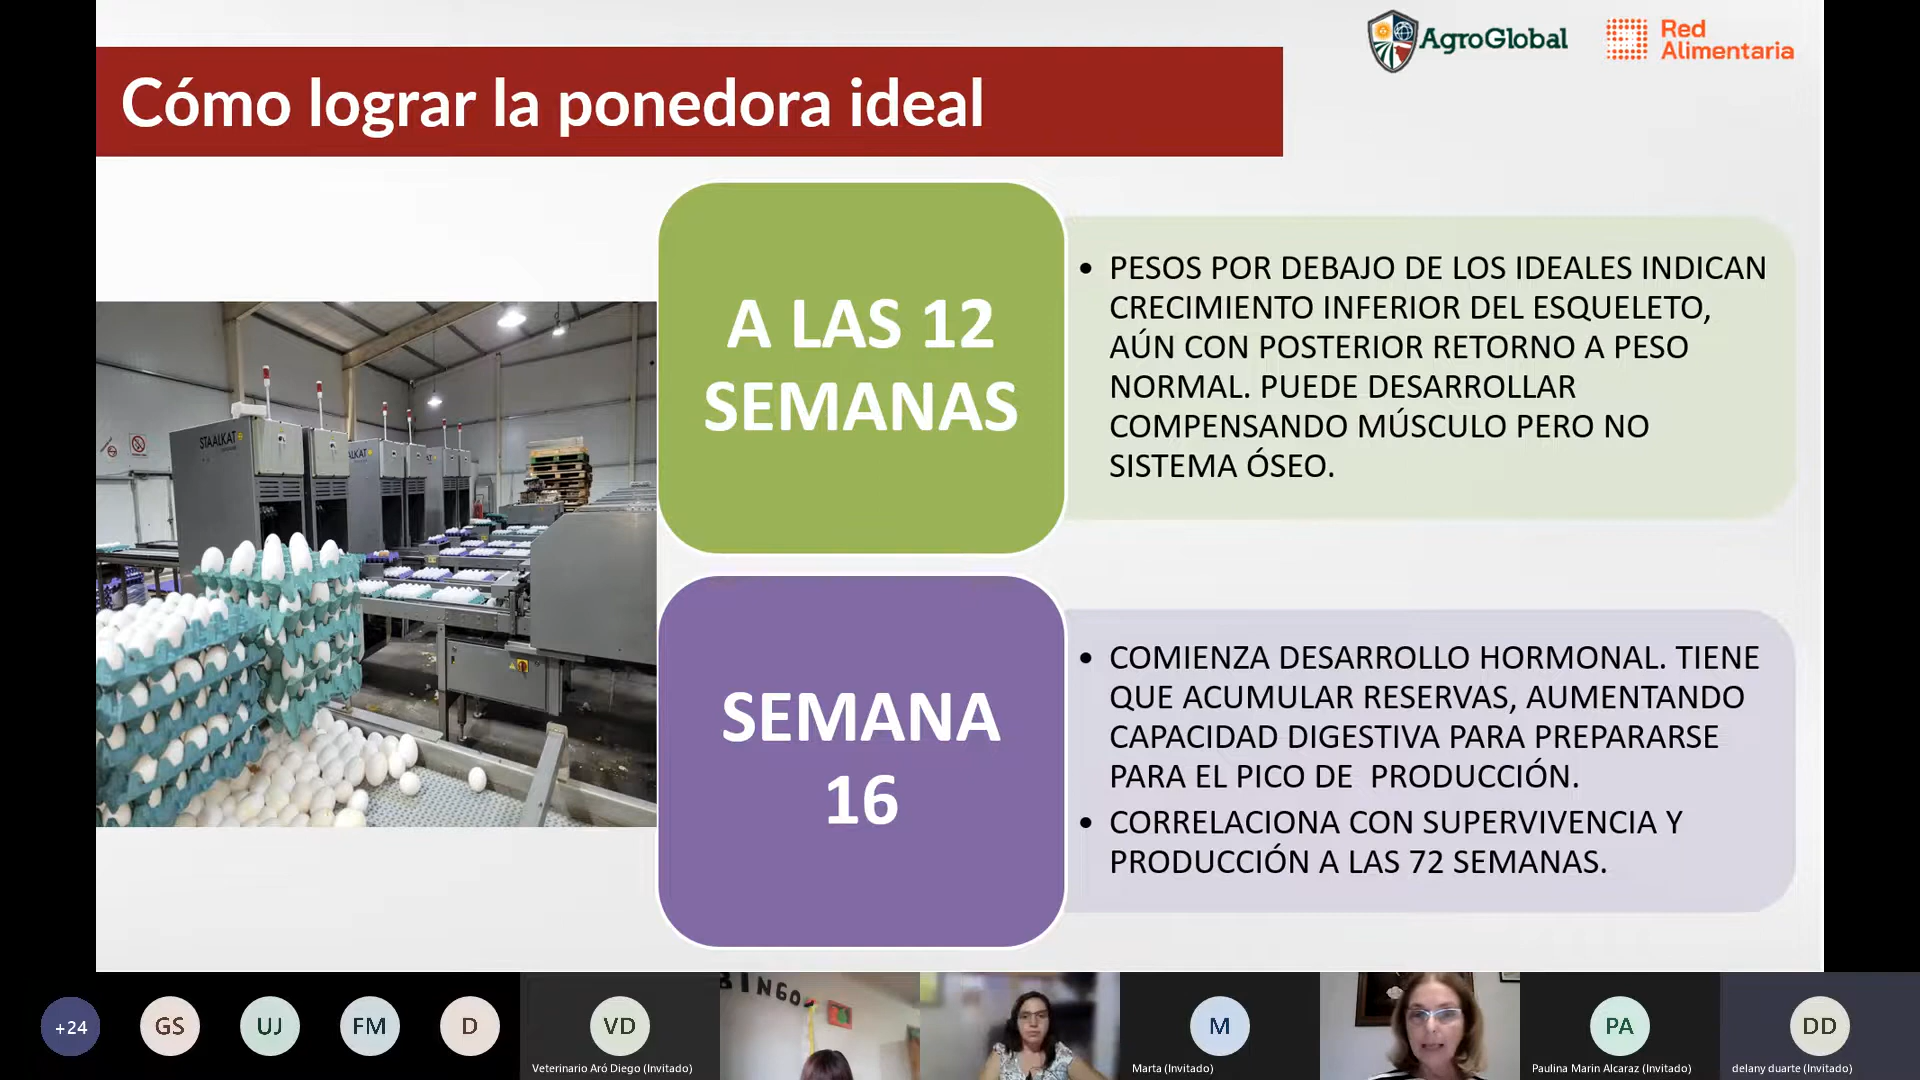 AgroGlobal
Red
Alimentaria
Cómo lograr la ponedora ideal
A LAS 12
SEMANAS
• PESOS POR DEBAJO DE LOS IDEALES INDICAN
CRECIMIENTO INFERIOR DEL ESQUELETO,
AÚN CON POSTERIOR RETORNO A PESO
NORMAL. PUEDE DESARROLLAR
COMPENSANDO MÚSCULO PERO NO
SISTEMA ÓSEO.
STAALKAT
ALKAT
SEMANA
16
• COMIENZA DESARROLLO HORMONAL. TIENE
QUE ACUMULAR RESERVAS, AUMENTANDO
CAPACIDAD DIGESTIVA PARA PREPARARSE
PARA EL PICO DE PRODUCCIÓN.
• CORRELACIONA CON SUPERVIVENCIA Y
PRODUCCIÓN A LAS 72 SEMANAS.
BINGO
+24
GS
UJ
FM
D
VD
M
PA
DD
Veterinario Aró Diego (Invitado)
Marta (Invitado)
Paulina Marin Alcaraz (Invitado)
delany duarte (Invitado)